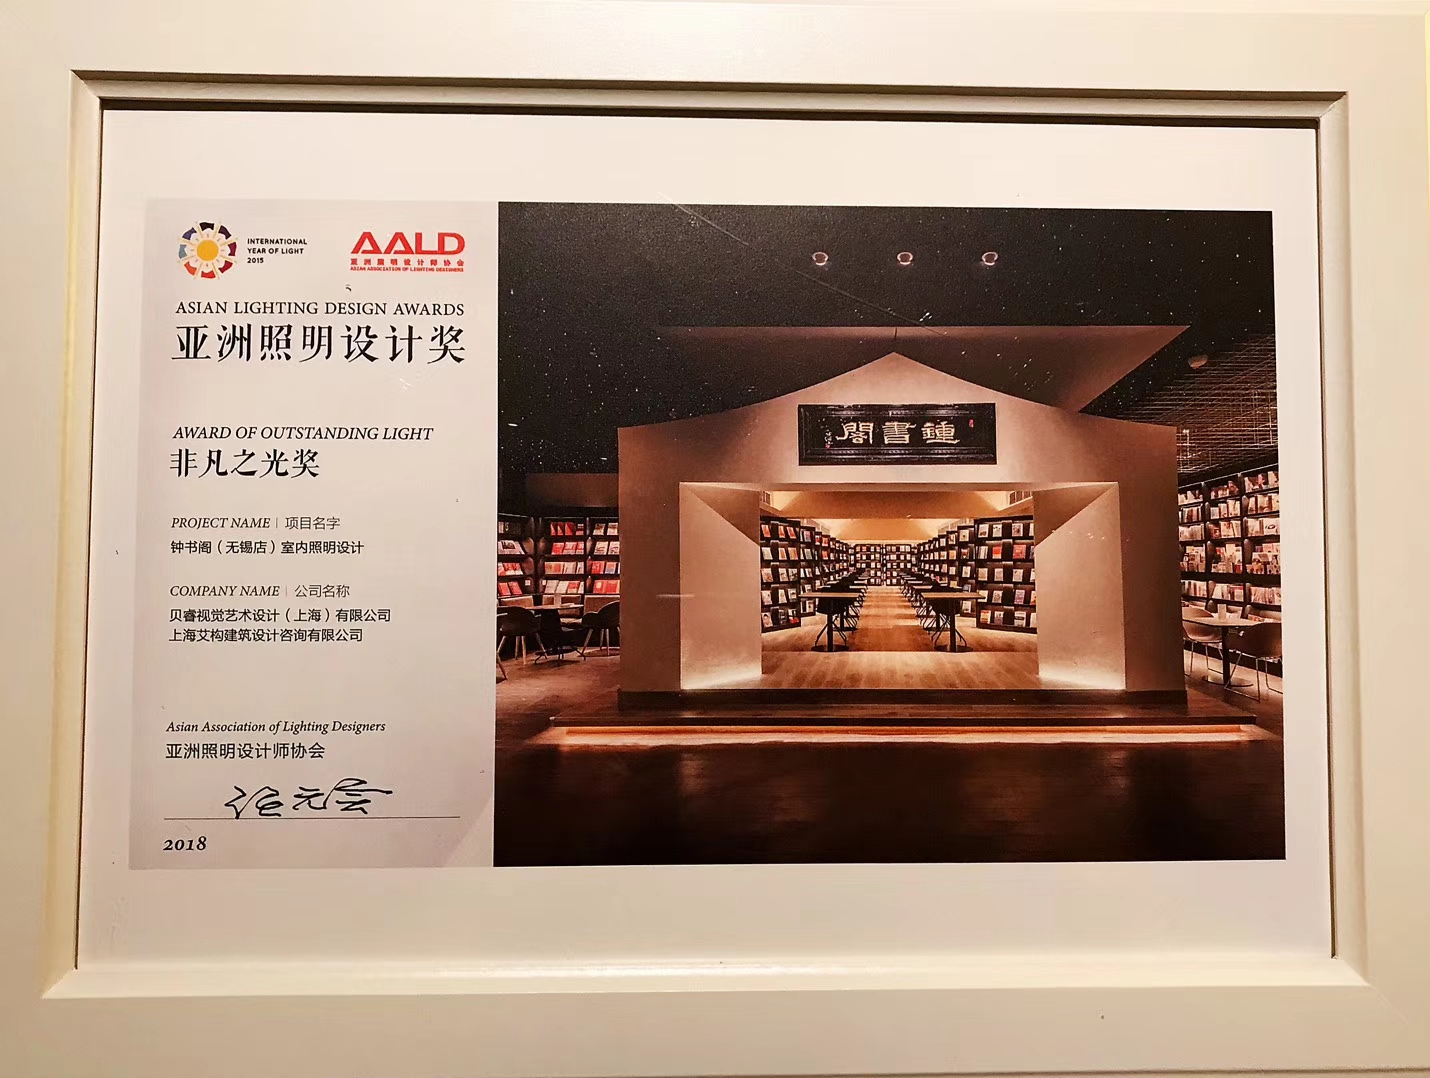 INTERNATIONAL
YEAR OF LIGHT
2015
AALD
亚洲照明设计师协会
ASIAN ASSOCIATION OF LIGHTING DESIGNERS
ASIAN LIGHTING DESIGN AWARDS
亚洲照明设计奖
AWARD OF OUTSTANDING LIGHT
非凡之光奖
PROJECT NAME | 项目名字
钟书阁（无锡店）室内照明设计
COMPANY NAME | 公司名称
贝睿视觉艺术设计（上海）有限公司
上海艾构建筑设计咨询有限公司
Asian Association of Lighting Designers
亚洲照明设计师协会
2018
閣書鍾